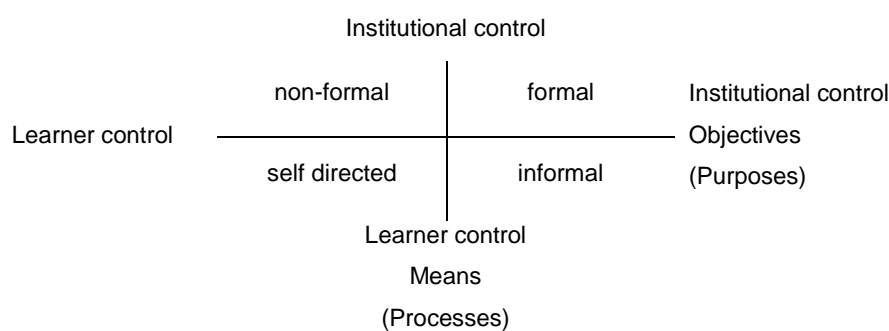 Institutional control
non-formal formal Institutional control
Learner control Objectives
self directed informal (Purposes)
Learner control
Means
(Processes)